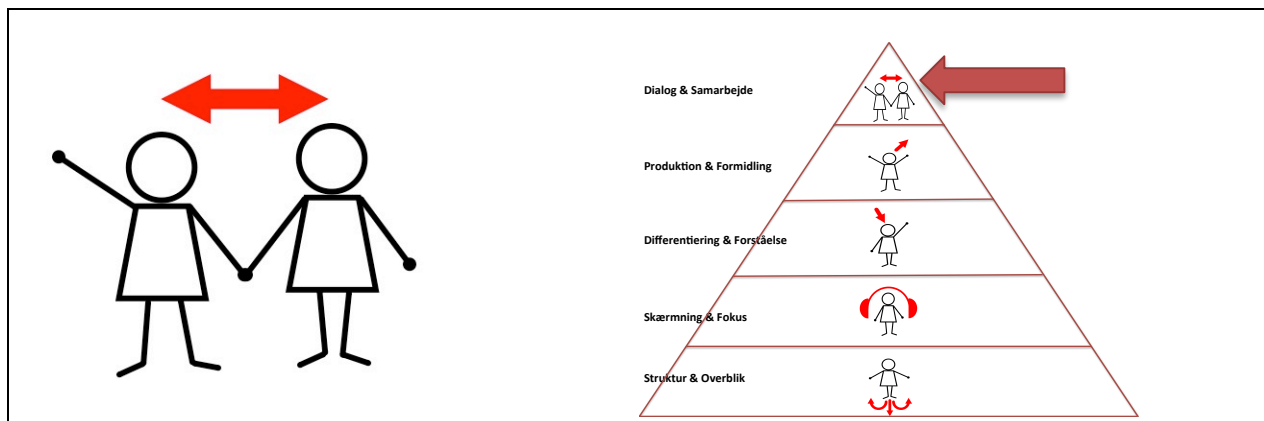 Dialog & Samarbejde
Produktion & Formidling
Differentiering & Forståelse
Skærmning & Fokus
Struktur & Overblik